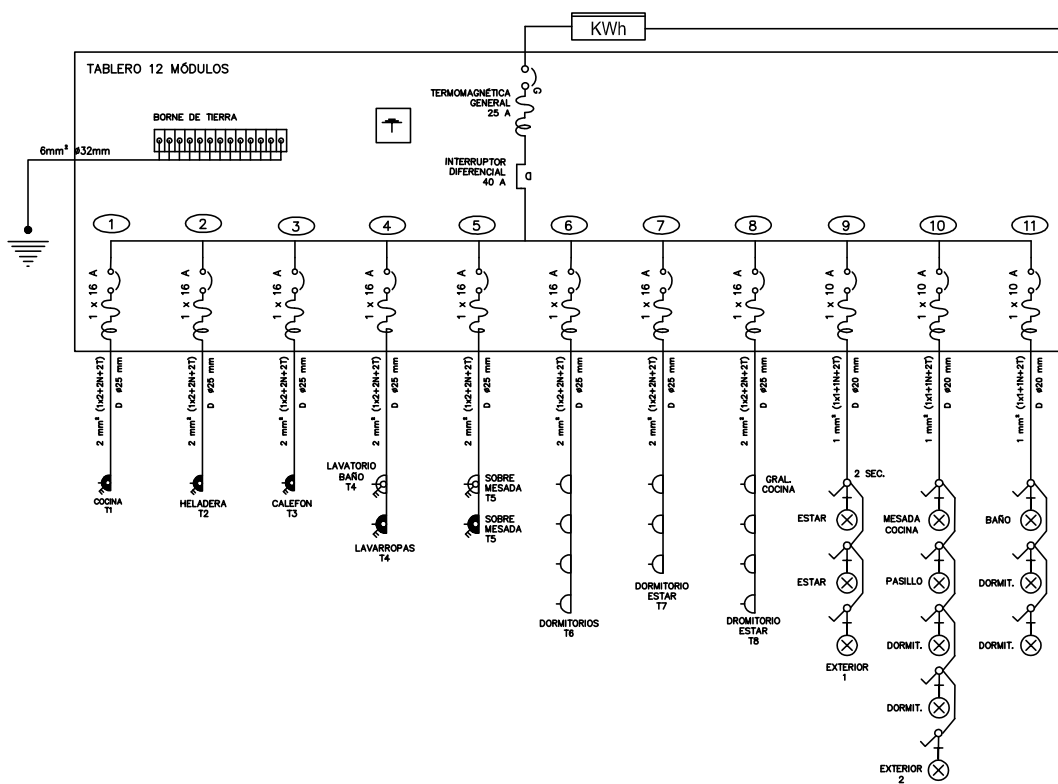 KWh
TABLERO 12 MÓDULOS
TERMOMAGNÉTICA
GENERAL
25 A
G
BORNE DE TIERRA
6mm² ø32mm
INTERRUPTOR
DIFERENCIAL
40 A
D
1
2
3
4
5
6
7
8
9
10
11
1 x 16 A
1 x 16 A
1 x 16 A
1 x 16 A
1 x 16 A
1 x 16 A
1 x 16 A
1 x 16 A
1 x 10 A
1 x 10 A
1 x 10 A
2 mm² (1x2+2N+2T)
D ø25 mm
2 mm² (1x2+2N+2T)
D ø25 mm
2 mm² (1x2+2N+2T)
D ø25 mm
2 mm² (1x2+2N+2T)
D ø25 mm
2 mm² (1x2+2N+2T)
D ø25 mm
2 mm² (1x2+2N+2T)
D ø25 mm
2 mm² (1x2+2N+2T)
D ø25 mm
2 mm² (1x2+2N+2T)
D ø25 mm
1 mm² (1x1+1N+2T)
D ø20 mm
1 mm² (1x1+1N+2T)
D ø20 mm
1 mm² (1x1+1N+2T)
D ø20 mm
COCINA
T1
HELADERA
T2
CALEFON
T3
LAVATORIO
BAÑO
T4
LAVARROPAS
T4
SOBRE
MESADA
T5
SOBRE
MESADA
T5
DORMITORIOS
T6
DORMITORIO
ESTAR
T7
GRAL.
COCINA
DROMITORIO
ESTAR
T8
2 SEC.
ESTAR
ESTAR
EXTERIOR
1
MESADA
COCINA
PASILLO
DORMIT.
DORMIT.
EXTERIOR
2
BAÑO
DORMIT.
DORMIT.